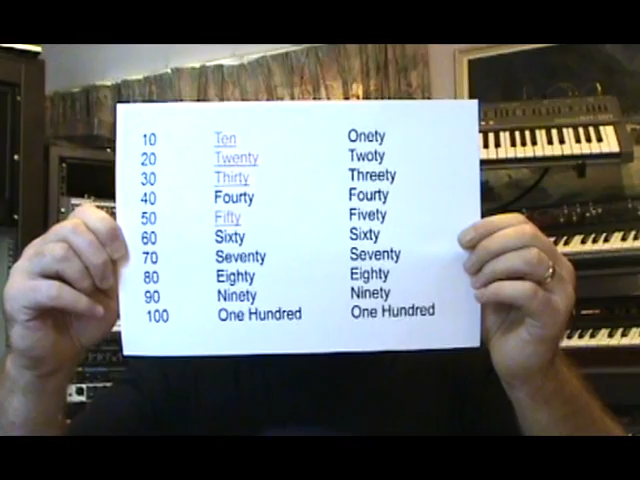 10 Ten Onety
20 Twenty Twoty
30 Thirty Threety
40 Fourty Fourty
50 Fifty Fivety
60 Sixty Sixty
70 Seventy Seventy
80 Eighty Eighty
90 Ninety Ninety
100 One Hundred One Hundred